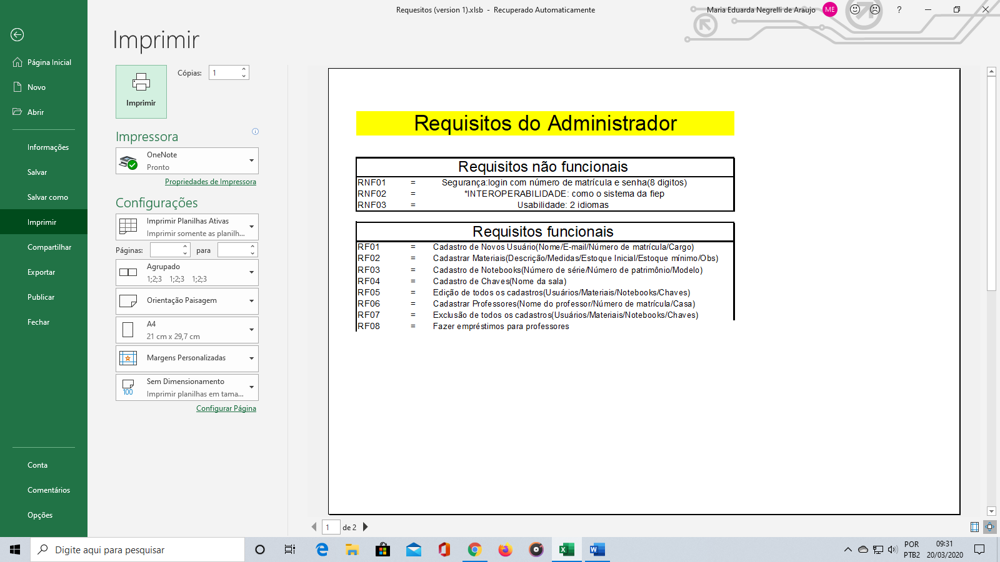 Requesitos (version 1).xlsb - Recuperado Automaticamente
Maria Eduarda Negrelli de Araujo ME ?
Imprimir
Página Inicial
Novo
Abrir
Informações
Salvar
Salvar como
Imprimir
Compartilhar
Exportar
Publicar
Fechar
Conta
Comentários
Opções
Imprimir
Cópias: 1
Impressora
OneNote
Pronto
Propriedades de Impressora
Configurações
Imprimir Planilhas Ativas
Imprimir somente as planilh...
Páginas: para
Agrupado
1;2;3 1;2;3 1;2;3
Orientação Paisagem
A4
21 cm x 29,7 cm
Margens Personalizadas
Sem Dimensionamento
Imprimir planilhas em tama...
100
Configurar Página
Requisitos do Administrador
Requisitos não funcionais
RNF01 = Segurança:login com número de matrícula e senha(8 digitos)
RNF02 = *INTEROPERABILIDADE: como o sistema da fiep
RNF03 = Usabilidade: 2 idiomas
Requisitos funcionais
RF01 = Cadastro de Novos Usuário(Nome/E-mail/Número de matrícula/Cargo)
RF02 = Cadastrar Materiais(Descrição/Medidas/Estoque Inicial/Estoque mínimo/Obs)
RF03 = Cadastro de Notebooks(Número de série/Número de patrimônio/Modelo)
RF04 = Cadastro de Chaves(Nome da sala)
RF05 = Edição de todos os cadastros(Usuários/Materiais/Notebooks/Chaves)
RF06 = Cadastrar Professores(Nome do professor/Número de matrícula/Casa)
RF07 = Exclusão de todos os cadastros(Usuários/Materiais/Notebooks/Chaves)
RF08 = Fazer empréstimos para professores
1 de 2
Digite aqui para pesquisar
POR
PTB2
09:31
20/03/2020